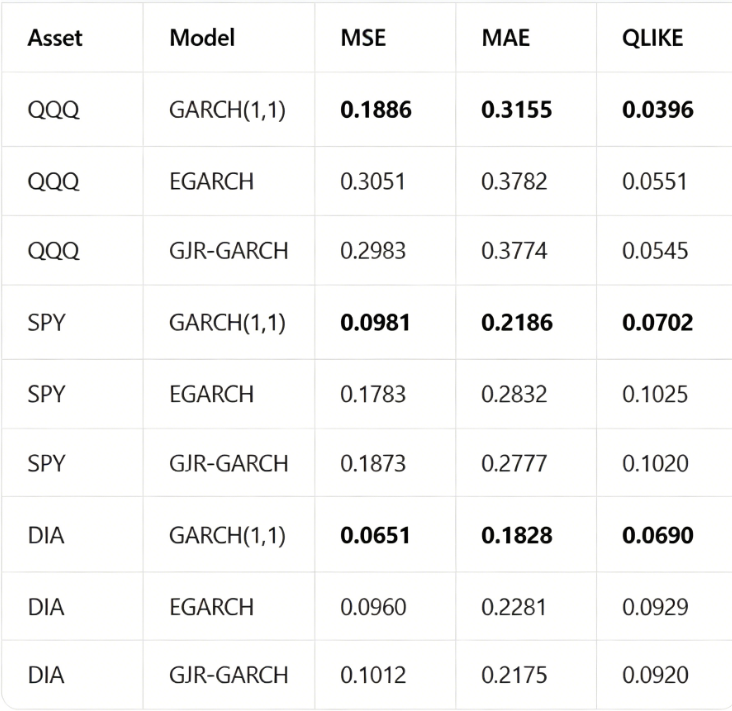 Asset Model MSE MAE QLIKE
QQQ GARCH(1,1) 0.1886 0.3155 0.0396
QQQ EGARCH 0.3051 0.3782 0.0551
QQQ GJR-GARCH 0.2983 0.3774 0.0545
SPY GARCH(1,1) 0.0981 0.2186 0.0702
SPY EGARCH 0.1783 0.2832 0.1025
SPY GJR-GARCH 0.1873 0.2777 0.1020
DIA GARCH(1,1) 0.0651 0.1828 0.0690
DIA EGARCH 0.0960 0.2281 0.0929
DIA GJR-GARCH 0.1012 0.2175 0.0920